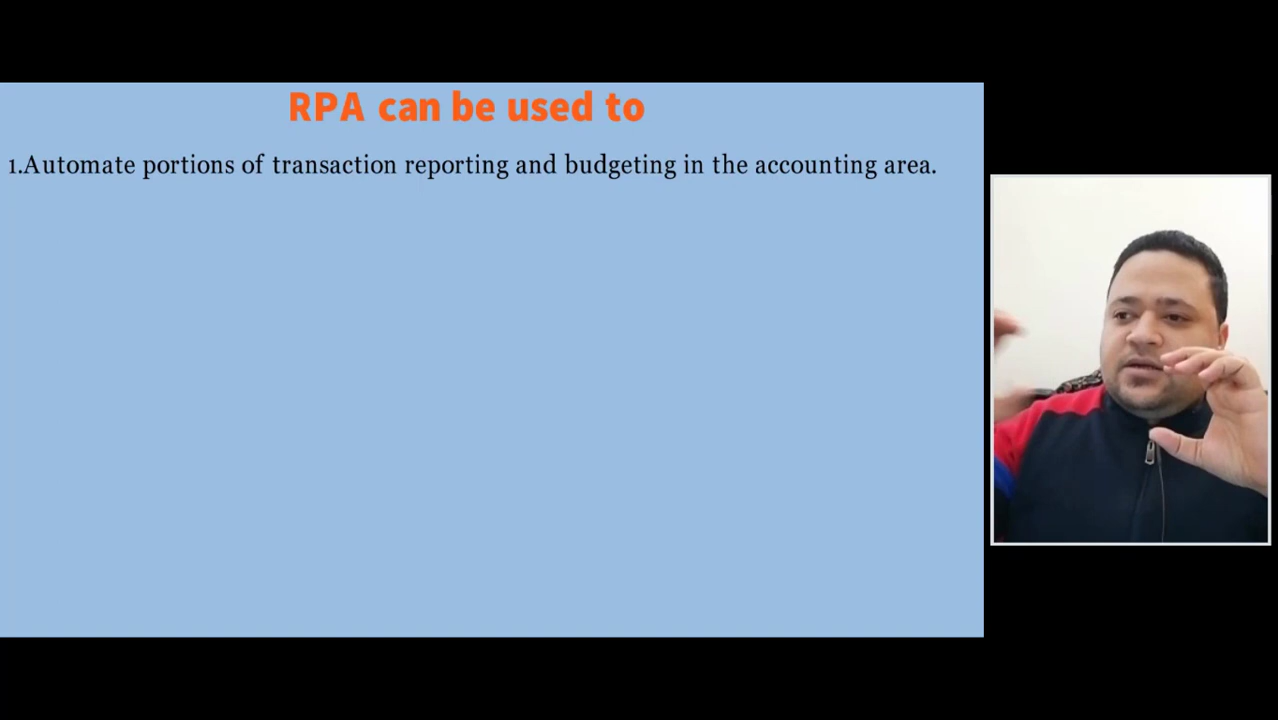 RPA can be used to
1.Automate portions of transaction reporting and budgeting in the accounting area.